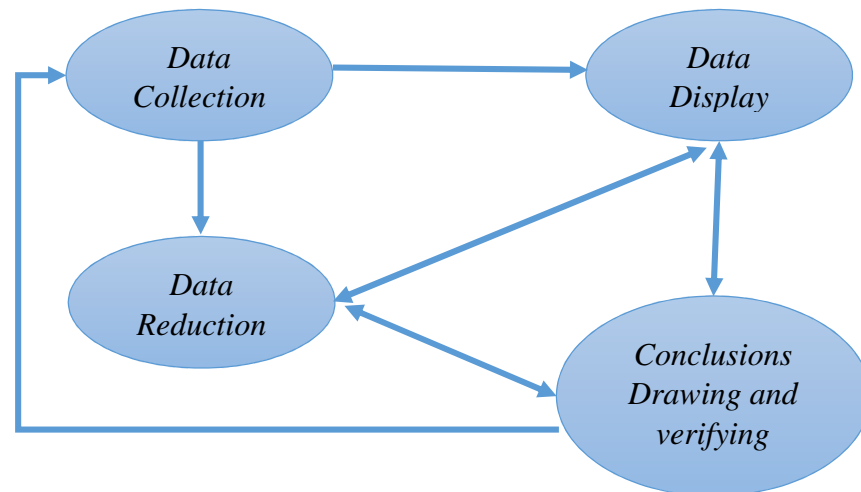 Data
Collection
Data
Display
Data
Reduction
Conclusions
Drawing and
verifying